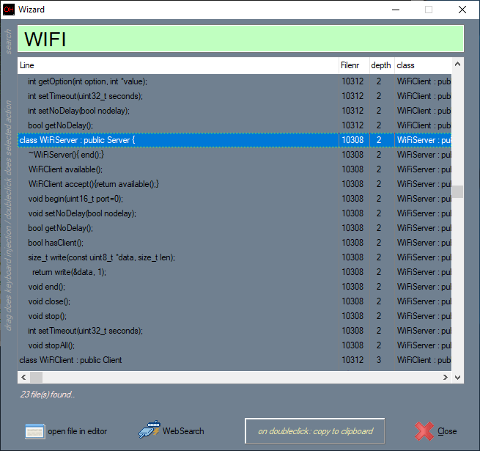 Wizard
search
WIFI
drag does keyboard injection / doubleclick does selected action
Line Filenr depth class
int getOption(int option, int *value); 10312 2 WiFiClient : pub
int setTimeout(uint32_t seconds); 10312 2 WiFiClient : pub
int setNoDelay(bool nodelay); 10312 2 WiFiClient : pub
bool getNoDelay(); 10312 2 WiFiClient : pub
class WiFiServer : public Server { 10308 2 WiFiServer : pub
~WiFiServer(){ end();} 10308 2 WiFiServer : pub
WiFiClient available(); 10308 2 WiFiServer : pub
WiFiClient accept(){return available();} 10308 2 WiFiServer : pub
void begin(uint16_t port=0); 10308 2 WiFiServer : pub
void setNoDelay(bool nodelay); 10308 2 WiFiServer : pub
bool getNoDelay(); 10308 2 WiFiServer : pub
bool hasClient(); 10308 2 WiFiServer : pub
size_t write(const uint8_t *data, size_t len); 10308 2 WiFiServer : pub
return write(&data, 1); 10308 2 WiFiServer : pub
void end(); 10308 2 WiFiServer : pub
void close(); 10308 2 WiFiServer : pub
void stop(); 10308 2 WiFiServer : pub
int setTimeout(uint32_t seconds); 10308 2 WiFiServer : pub
void stopAll(); 10308 2 WiFiServer : pub
class WiFiClient : public Client 10312 3 WiFiClient : pub
23 file(s) found..
open file in editor WebSearch on doubleclick: copy to clipboard Close